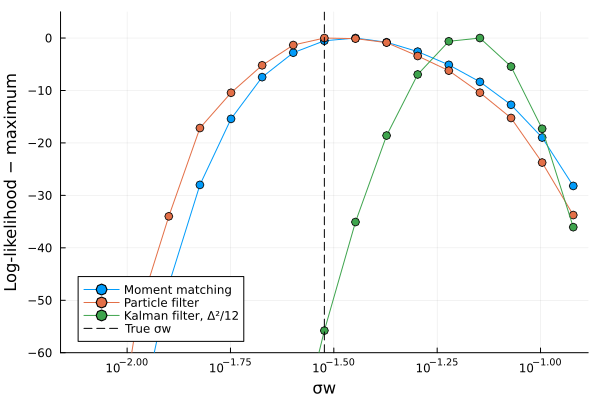 Log-likelihood − maximum
0
−10
−20
−30
−40
−50
−60
Moment matching
Particle filter
Kalman filter, Δ²/12
True σw
10^−2.00
10^−1.75
10^−1.50
10^−1.25
10^−1.00
σw